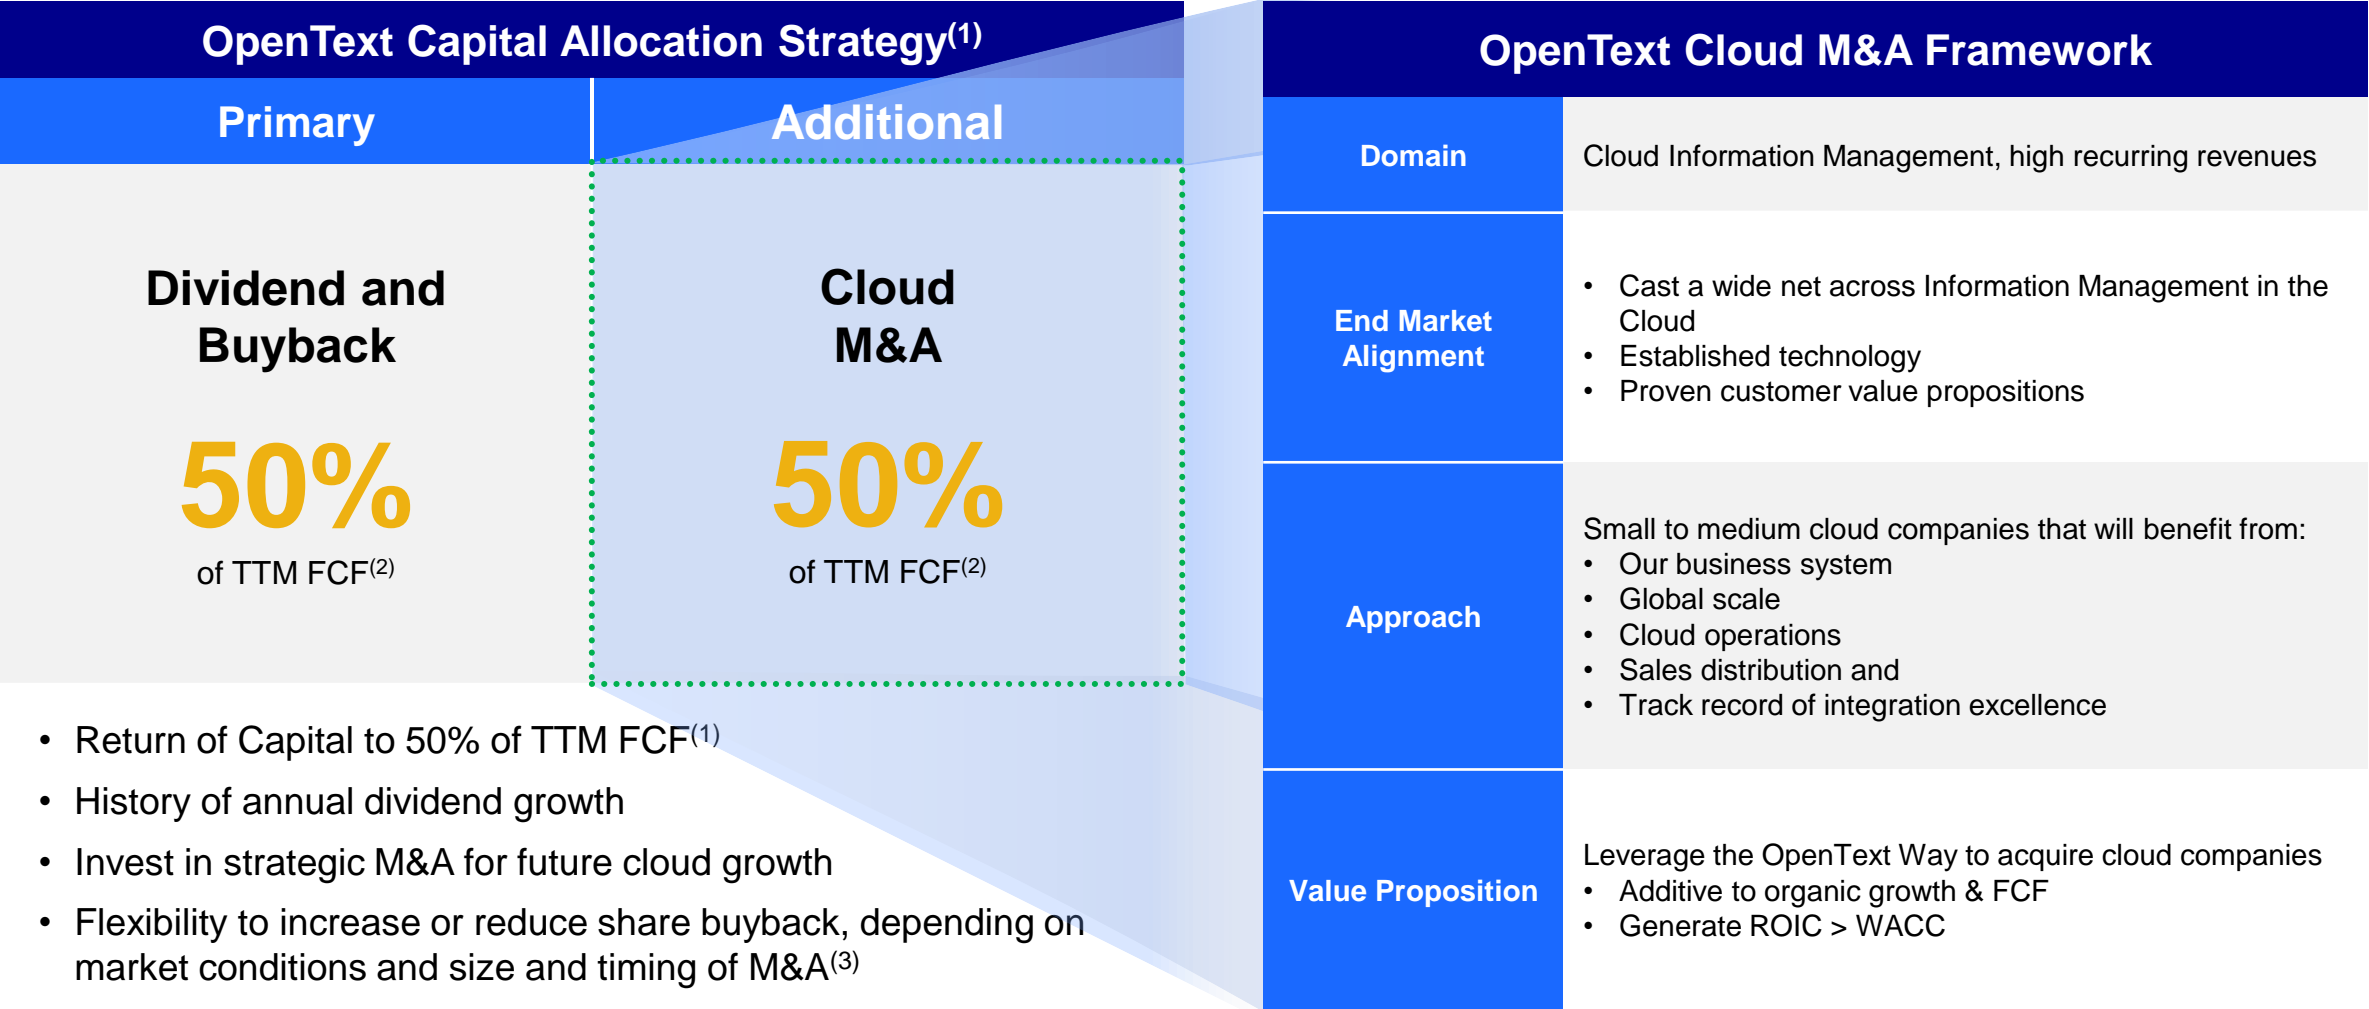 OpenText Capital Allocation Strategy(1)
Primary
Additional
Dividend and
Buyback
50%
of TTM FCF(2)
Cloud
M&A
50%
of TTM FCF(2)
• Return of Capital to 50% of TTM FCF(1)
• History of annual dividend growth
• Invest in strategic M&A for future cloud growth
• Flexibility to increase or reduce share buyback, depending on
market conditions and size and timing of M&A(3)
OpenText Cloud M&A Framework
Domain
Cloud Information Management, high recurring revenues
End Market
Alignment
• Cast a wide net across Information Management in the
Cloud
• Established technology
• Proven customer value propositions
Approach
Small to medium cloud companies that will benefit from:
• Our business system
• Global scale
• Cloud operations
• Sales distribution and
• Track record of integration excellence
Value Proposition
Leverage the OpenText Way to acquire cloud companies
• Additive to organic growth & FCF
• Generate ROIC > WACC